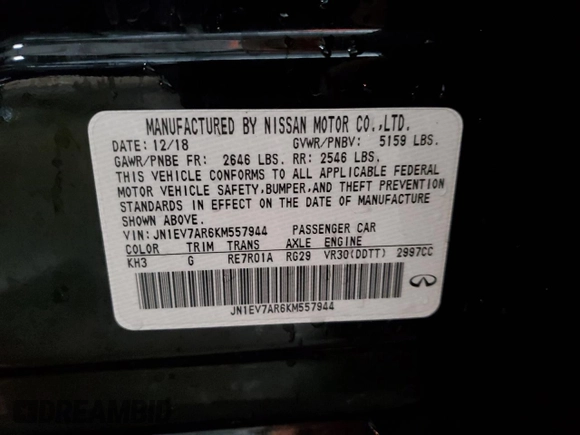 MANUFACTURED BY NISSAN MOTOR CO.,LTD.
DATE: 12/18 GVWR/PNBV: 5159 LBS.
GAWR/PNBE FR: 2646 LBS. RR: 2546 LBS.
THIS VEHICLE CONFORMS TO ALL APPLICABLE FEDERAL
MOTOR VEHICLE SAFETY,BUMPER,AND THEFT PREVENTION
STANDARDS IN EFFECT ON THE DATE OF MANUFACTURE
SHOWN ABOVE.
VIN: JN1EV7AR6KM557944 PASSENGER CAR
COLOR TRIM TRANS AXLE ENGINE
KH3 G RE7R01A RG29 VR30(DDTT) 2997CC
JN1EV7AR6KM557944
DREAMBID